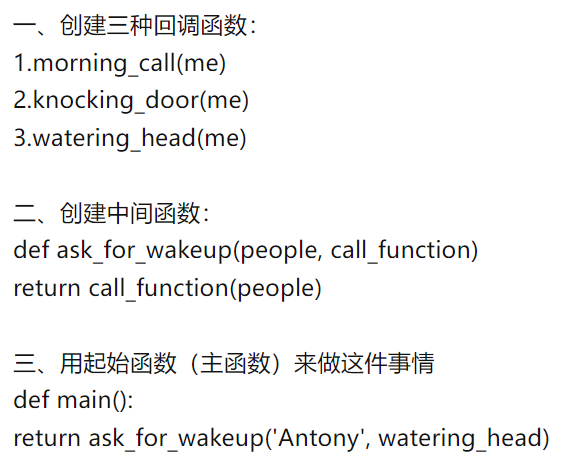 一、创建三种回调函数：
1.morning_call(me)
2.knocking_door(me)
3.watering_head(me)
二、创建中间函数：
def ask_for_wakeup(people, call_function)
return call_function(people)
三、用起始函数（主函数）来做这件事情
def main():
return ask_for_wakeup('Antony', watering_head)